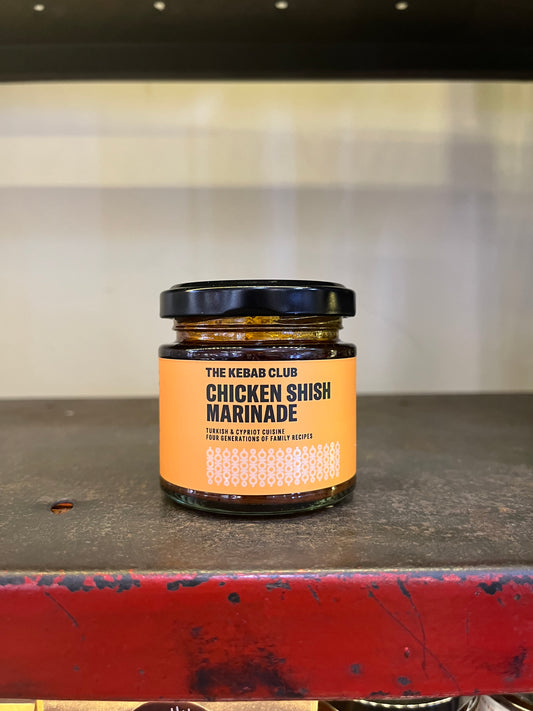 THE KEBAB CLUB
CHICKEN SHISH
MARINADE
TURKISH & CYPRIOT CUISINE
FOUR GENERATIONS OF FAMILY RECIPES